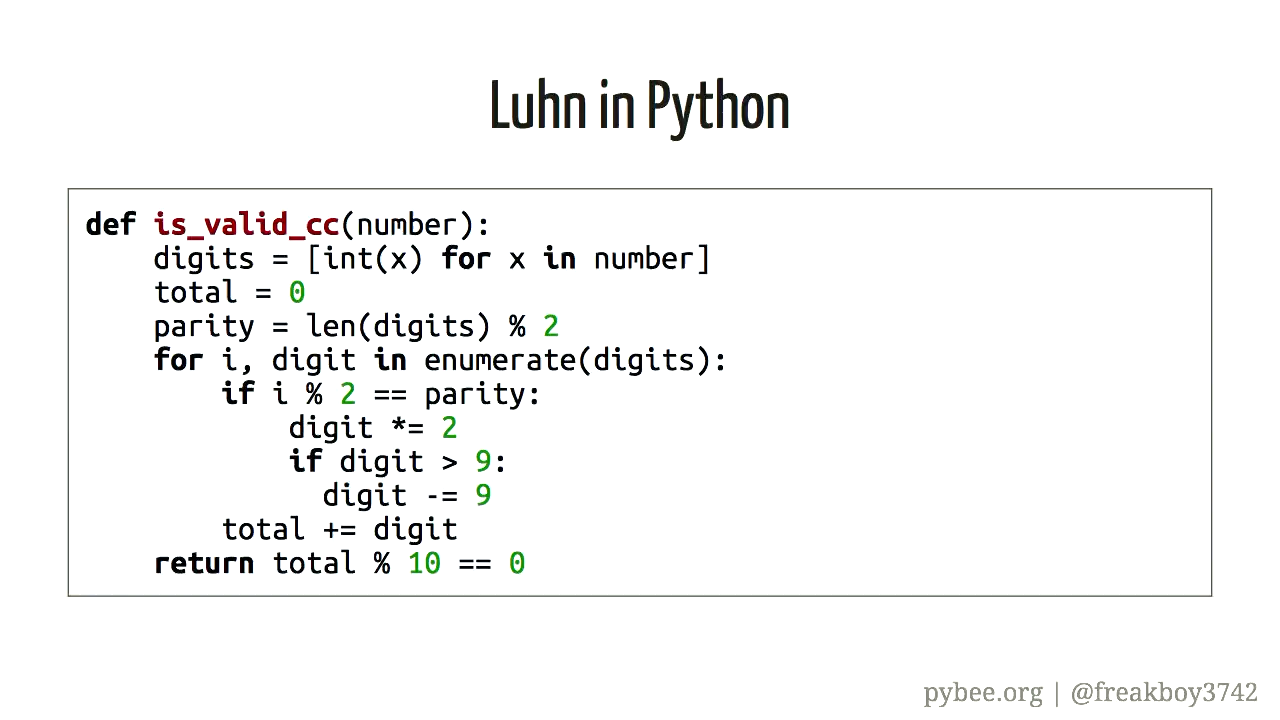 Luhn in Python
def is_valid_cc(number):
    digits = [int(x) for x in number]
    total = 0
    parity = len(digits) % 2
    for i, digit in enumerate(digits):
        if i % 2 == parity:
            digit *= 2
            if digit > 9:
              digit -= 9
        total += digit
    return total % 10 == 0
pybee.org | @freakboy3742